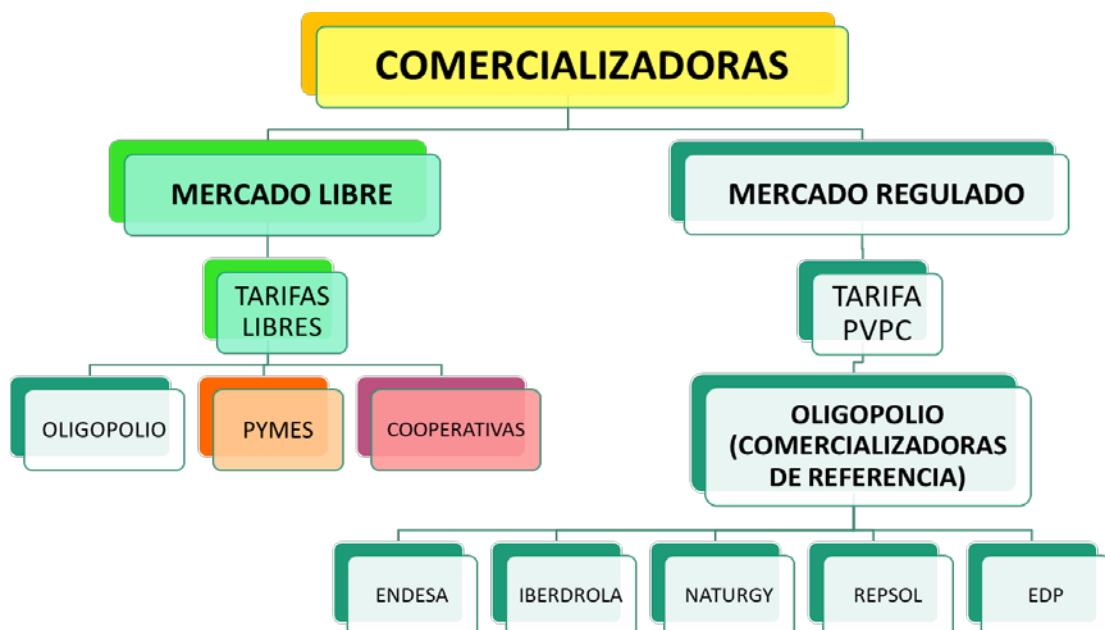 COMERCIALIZADORAS
MERCADO LIBRE
MERCADO REGULADO
TARIFAS
LIBRES
TARIFA
PVPC
OLIGOPOLIO
PYMES
COOPERATIVAS
OLIGOPOLIO
(COMERCIALIZADORAS
DE REFERENCIA)
ENDESA
IBERDROLA
NATURGY
REPSOL
EDP